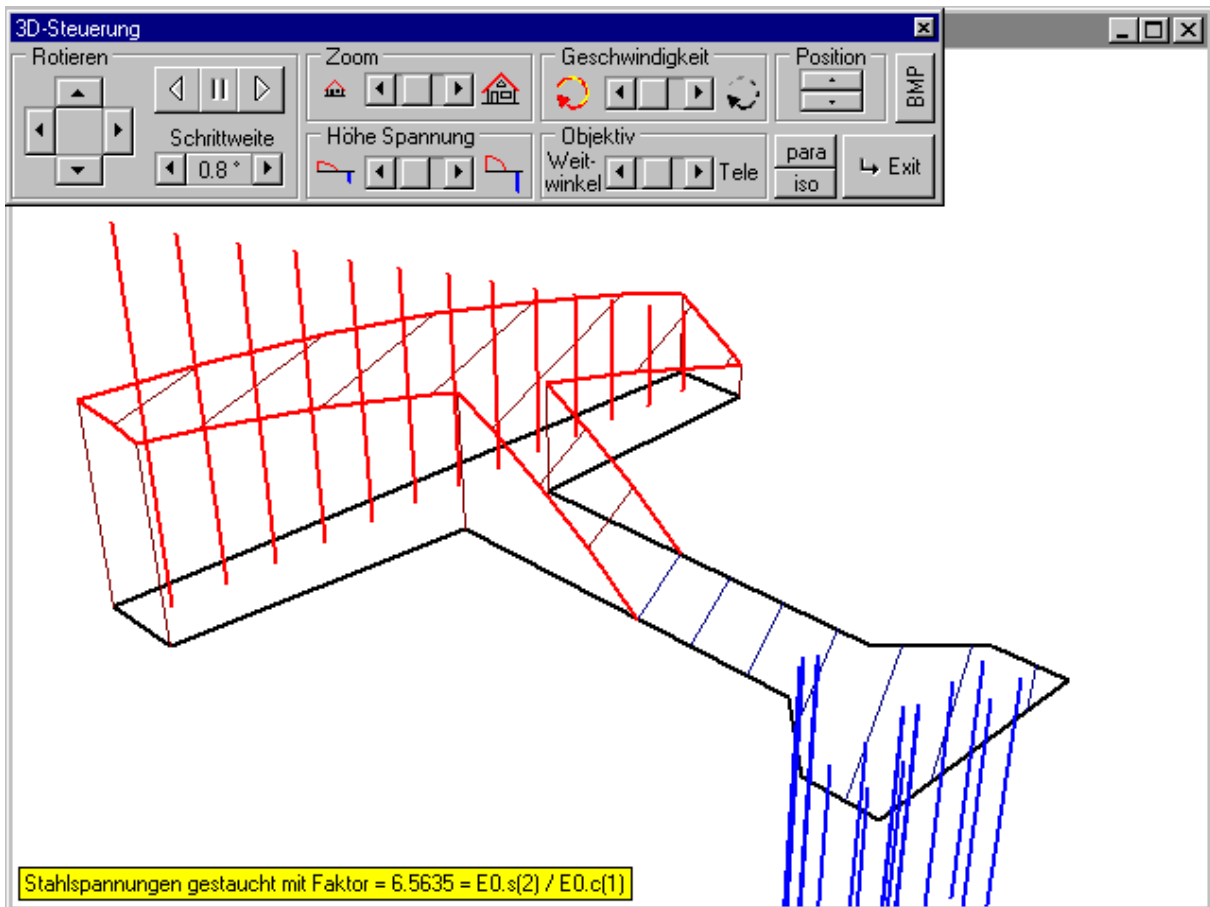 3D-Steuerung
Rotieren
Zoom
Geschwindigkeit
Position
BMP
Schrittweite
0.8 °
Höhe Spannung
Objektiv
Weit-
winkel
Tele
para
iso
Exit
Stahlspannungen gestaucht mit Faktor = 6.5635 = E0.s(2) / E0.c(1)